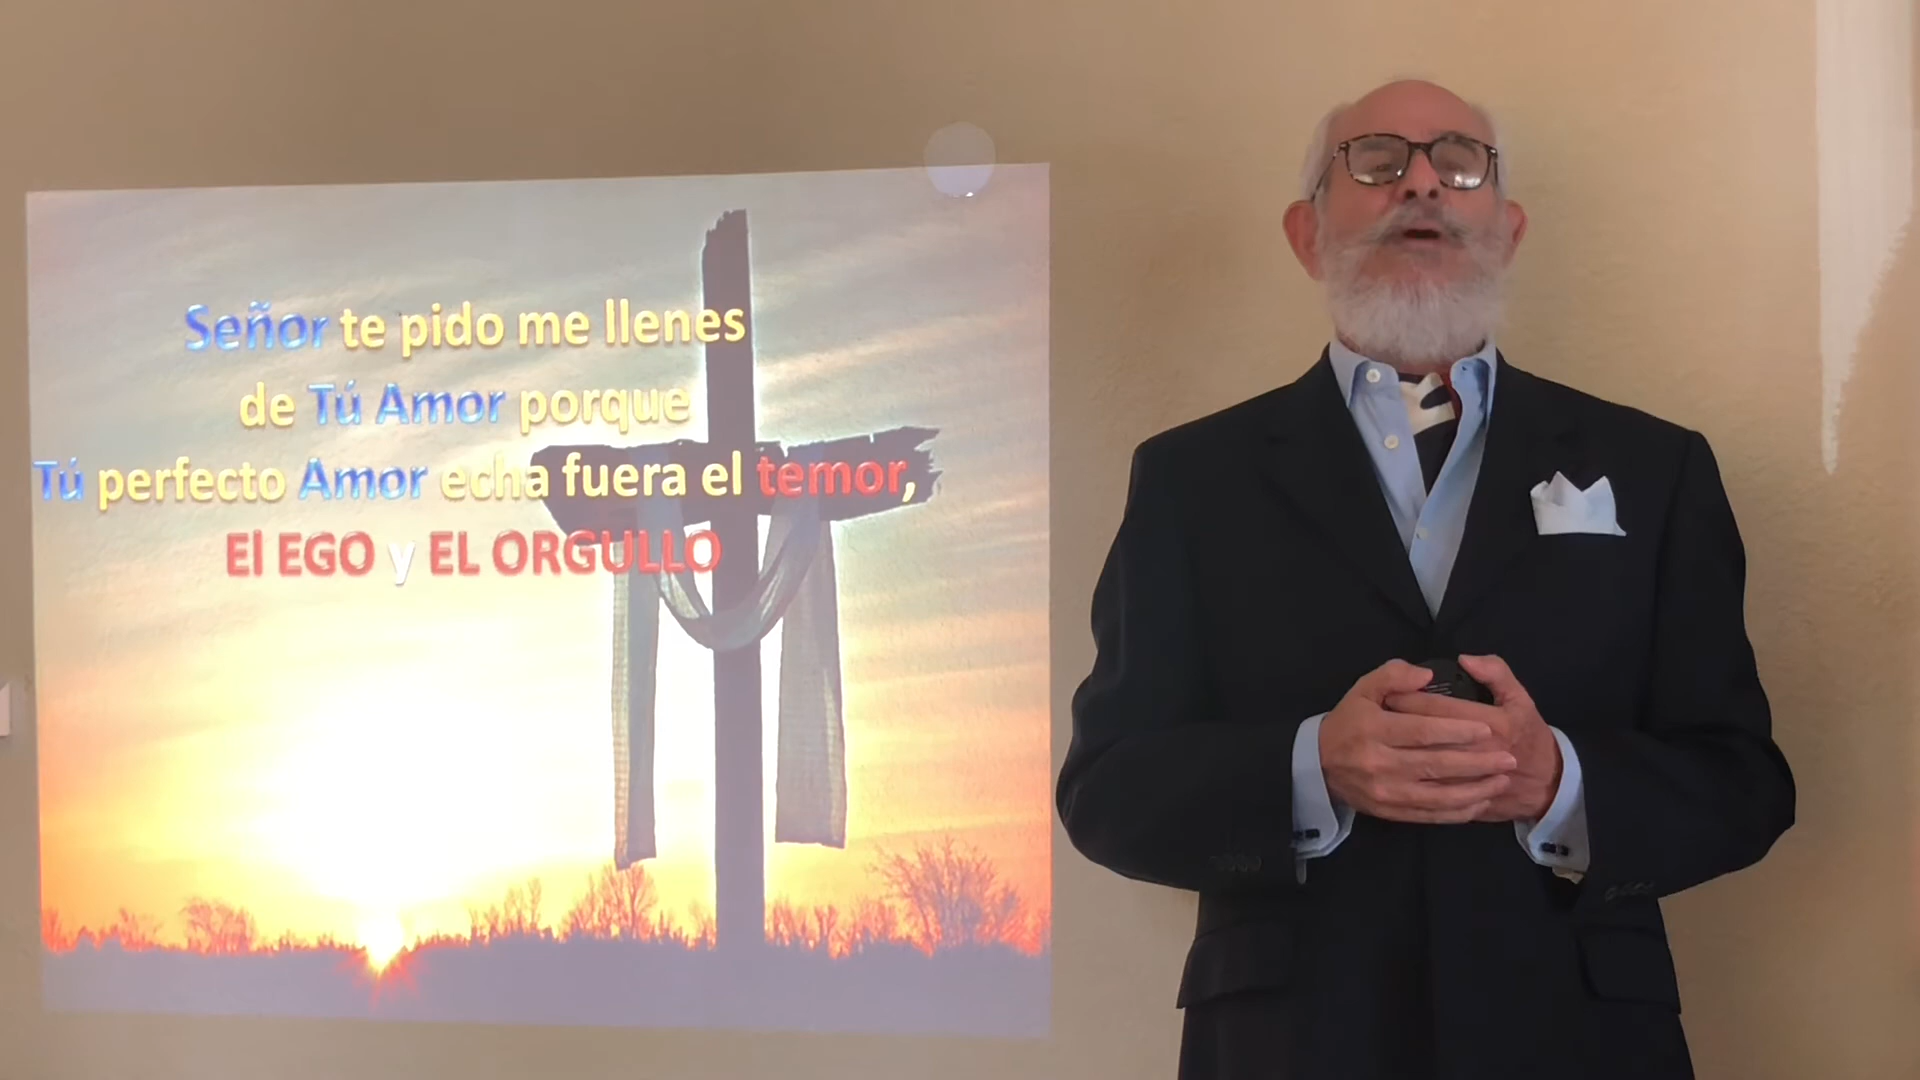 Señor te pido me llenes
de Tú Amor porque
Tú perfecto Amor echa fuera el temor,
El EGO y EL ORGULLO